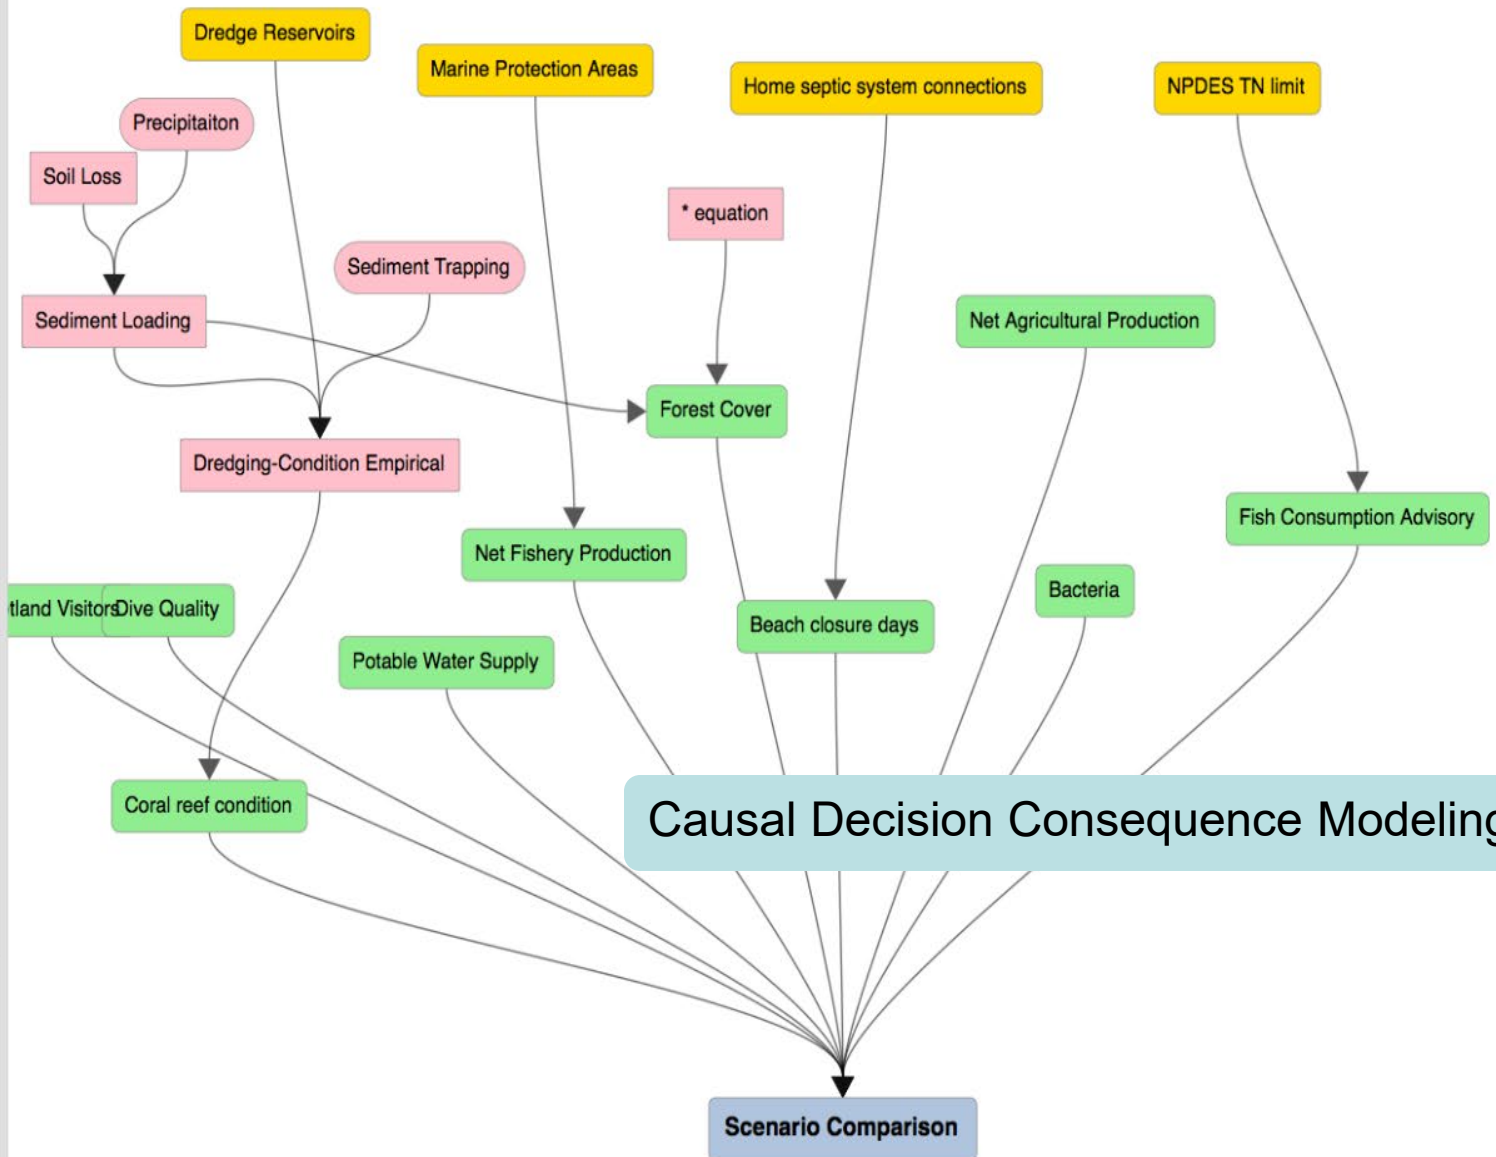 Dredge Reservoirs
Marine Protection Areas
Home septic system connections
NPDES TN limit
Precipitaiton
Soil Loss
* equation
Sediment Trapping
Sediment Loading
Net Agricultural Production
Forest Cover
Dredging-Condition Empirical
Fish Consumption Advisory
Net Fishery Production
Bacteria
tland Visitors
Dive Quality
Beach closure days
Potable Water Supply
Coral reef condition
Causal Decision Consequence Modeling
Scenario Comparison